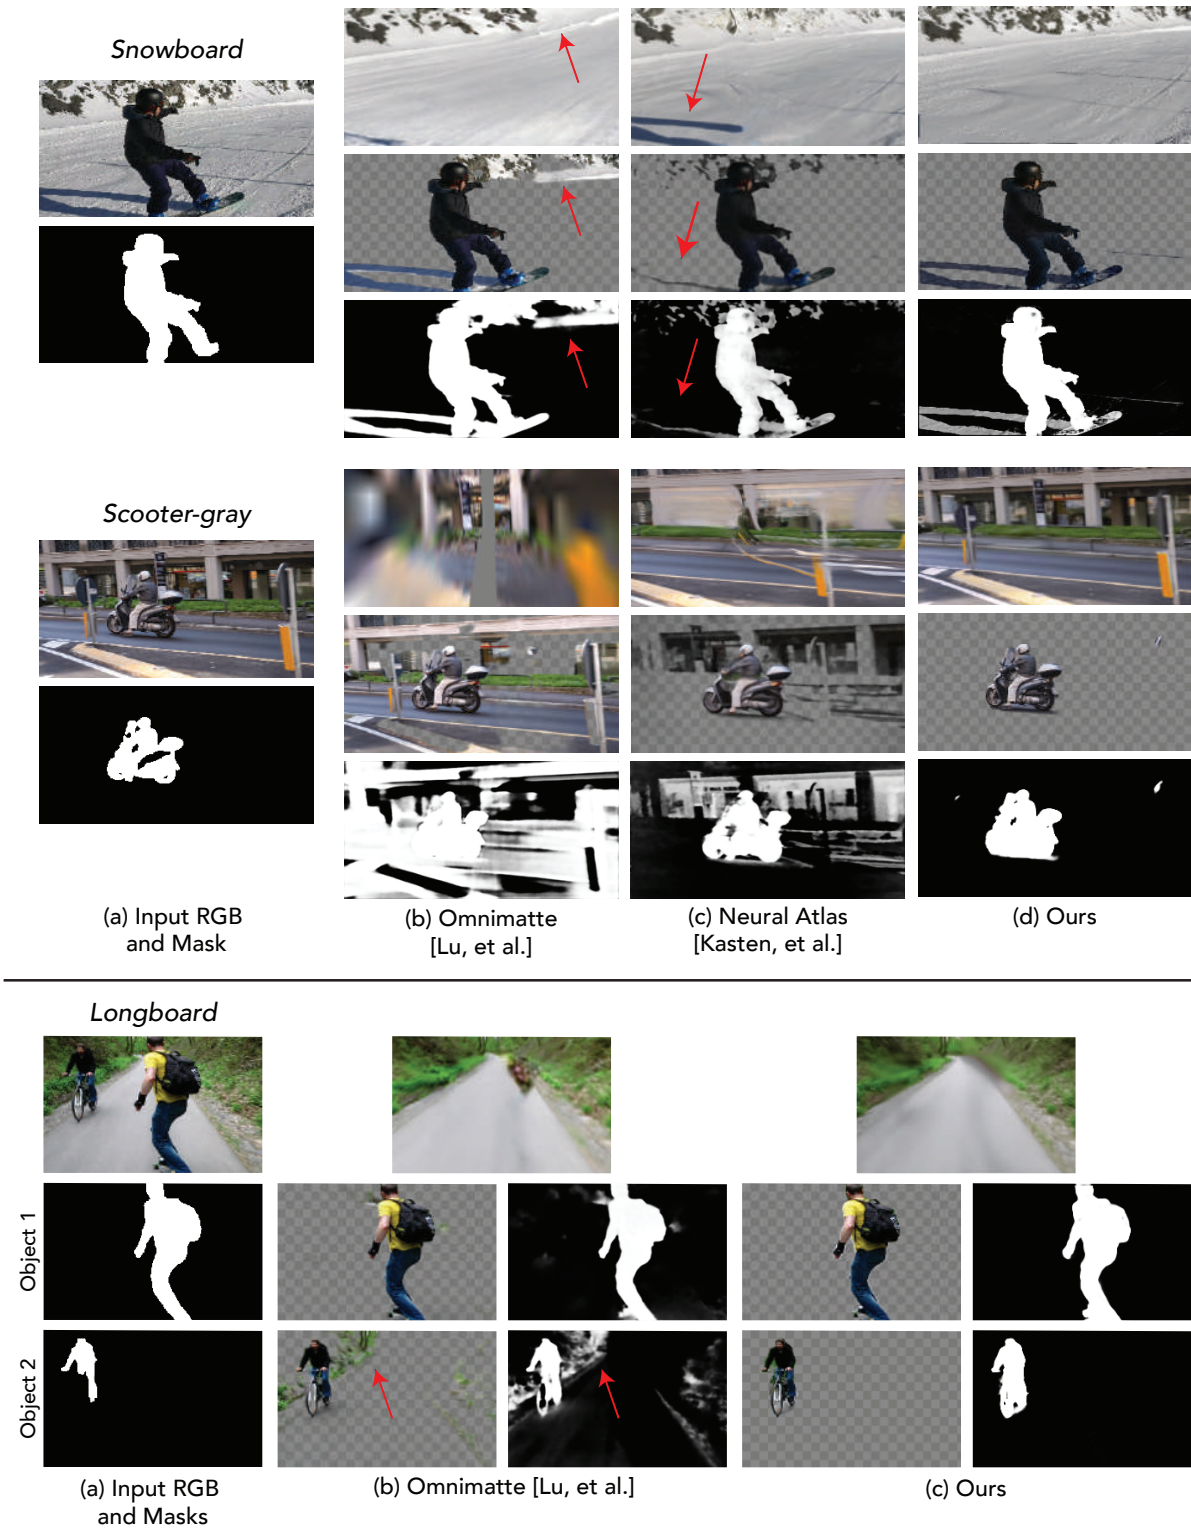 Snowboard
Scooter-gray
(a) Input RGB
and Mask
(b) Omnimatte
[Lu, et al.]
(c) Neural Atlas
[Kasten, et al.]
(d) Ours
Longboard
Object 1
Object 2
(a) Input RGB
and Masks
(b) Omnimatte [Lu, et al.]
(c) Ours